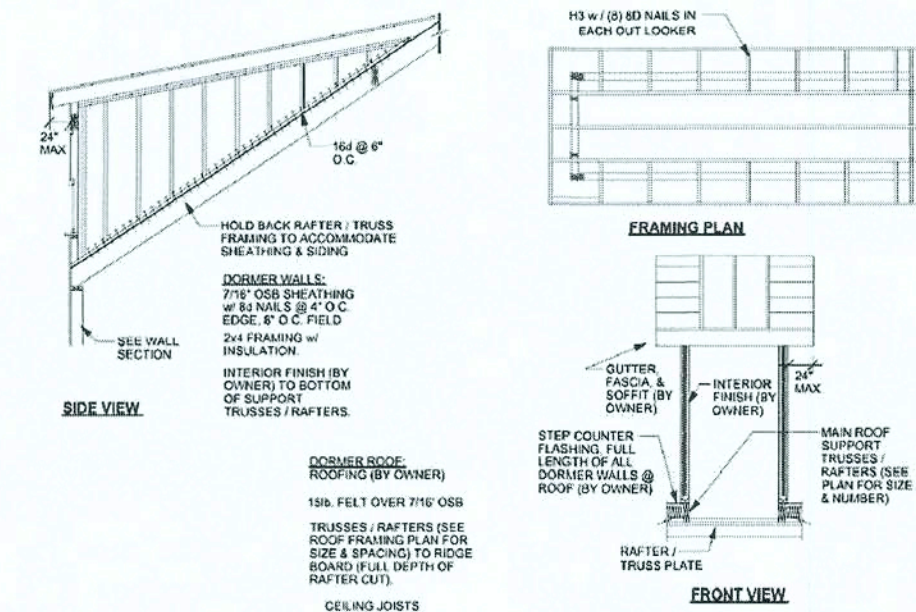 24"
MAX
16d @ 6"
O.C.
HOLD BACK RAFTER / TRUSS
FRAMING TO ACCOMMODATE
SHEATHING & SIDING
DORMER WALLS:
7/16" OSB SHEATHING
w/ 8d NAILS @ 4" O.C.
EDGE, 8" O.C. FIELD
2x4 FRAMING w/
INSULATION.
INTERIOR FINISH (BY
OWNER) TO BOTTOM
OF SUPPORT
TRUSSES / RAFTERS.
SEE WALL
SECTION
SIDE VIEW
DORMER ROOF:
ROOFING (BY OWNER)
15lb. FELT OVER 7/16' OSB
TRUSSES / RAFTERS (SEE
ROOF FRAMING PLAN FOR
SIZE & SPACING) TO RIDGE
BOARD (FULL DEPTH OF
RAFTER CUT).
CEILING JOISTS
H3 w/ (8) 8D NAILS IN
EACH OUT LOOKER
FRAMING PLAN
GUTTER,
FASCIA, &
SOFFIT (BY
OWNER)
INTERIOR
FINISH (BY
OWNER)
24"
MAX
STEP COUNTER
FLASHING, FULL
LENGTH OF ALL
DORMER WALLS @
ROOF (BY OWNER)
MAIN ROOF
SUPPORT
TRUSSES /
RAFTERS (SEE
PLAN FOR SIZE
& NUMBER)
RAFTER /
TRUSS PLATE
FRONT VIEW